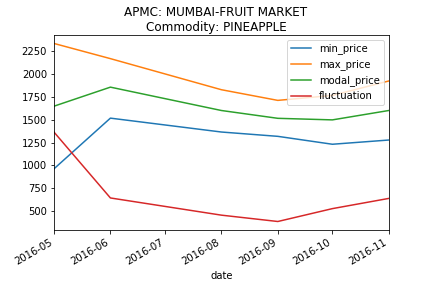 APMC: MUMBAI-FRUIT MARKET
Commodity: PINEAPPLE
min_price
max_price
modal_price
fluctuation
2250
2000
1750
1500
1250
1000
750
500
2016-05
2016-06
2016-07
2016-08
2016-09
2016-10
2016-11
date